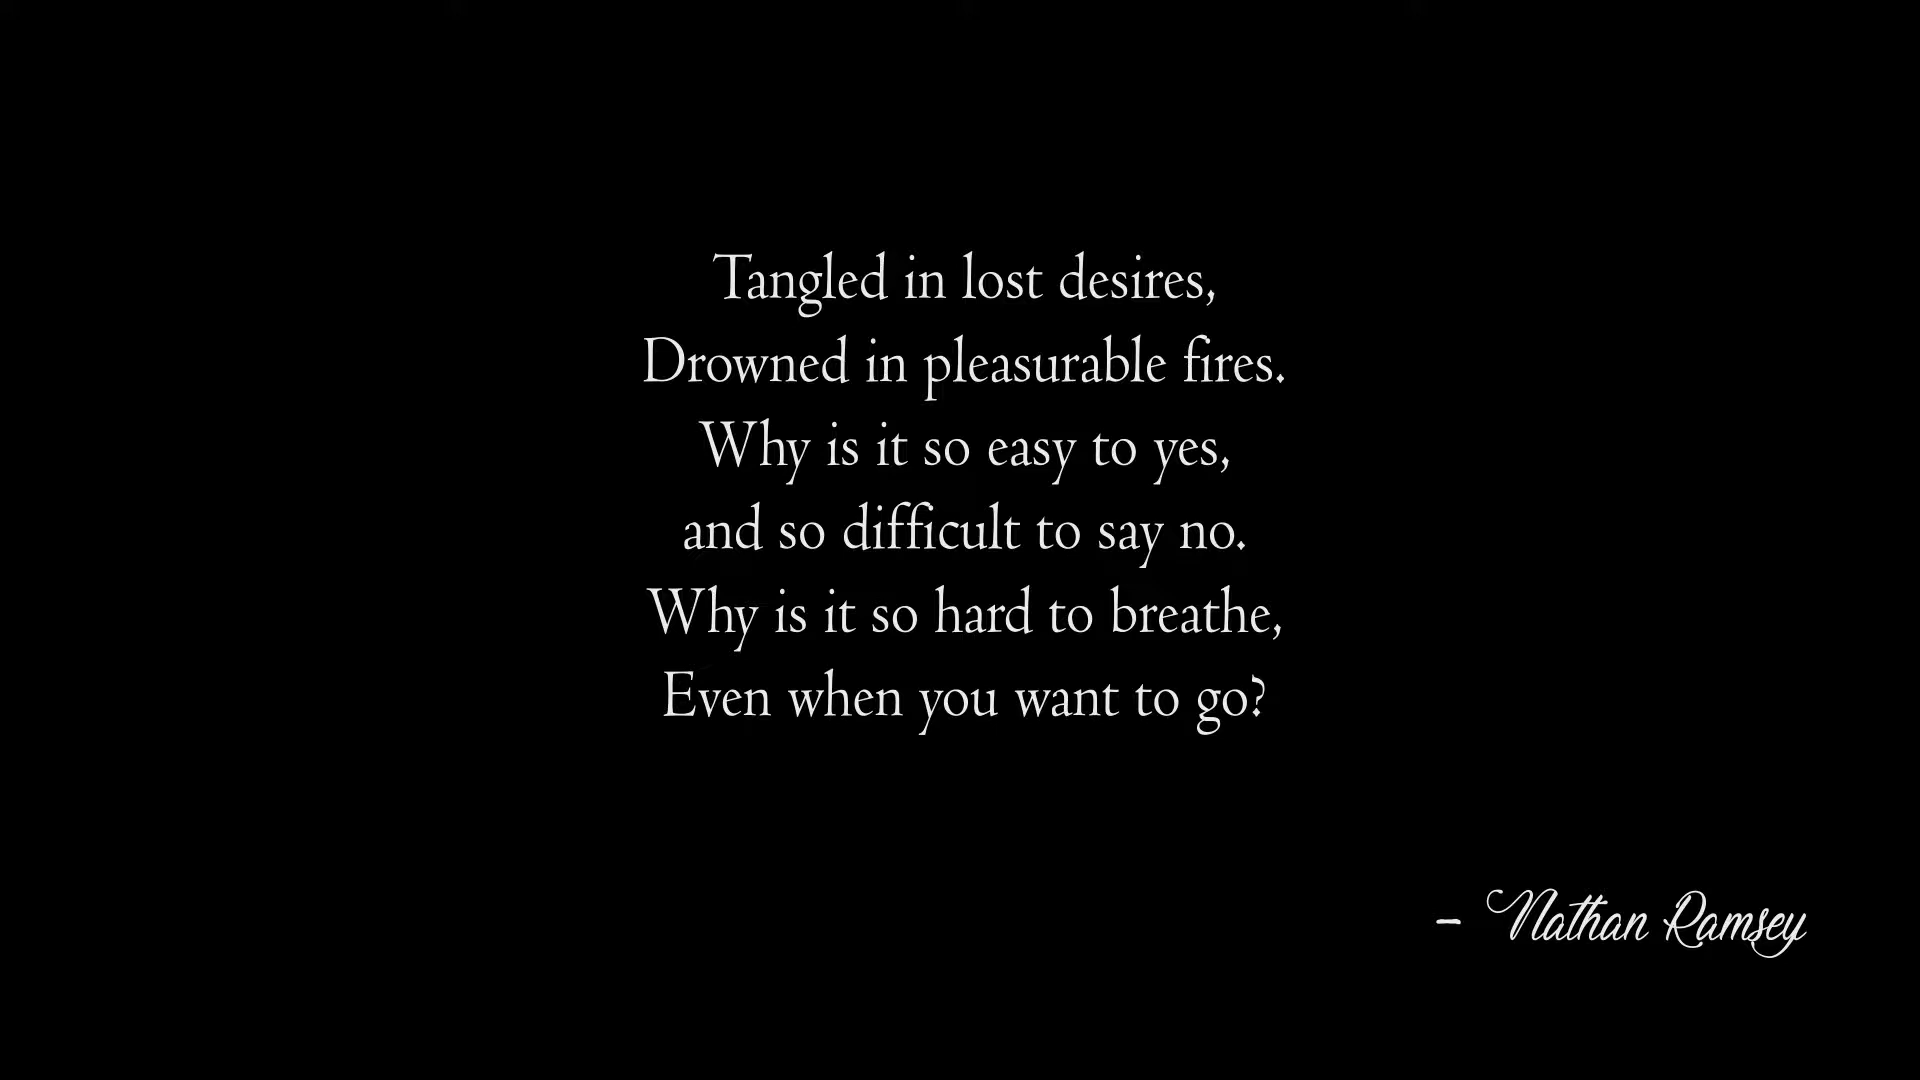 Tangled in lost desires,
Drowned in pleasurable fires.
Why is it so easy to yes,
and so difficult to say no.
Why is it so hard to breathe,
Even when you want to go?
- Nathan Ramsey